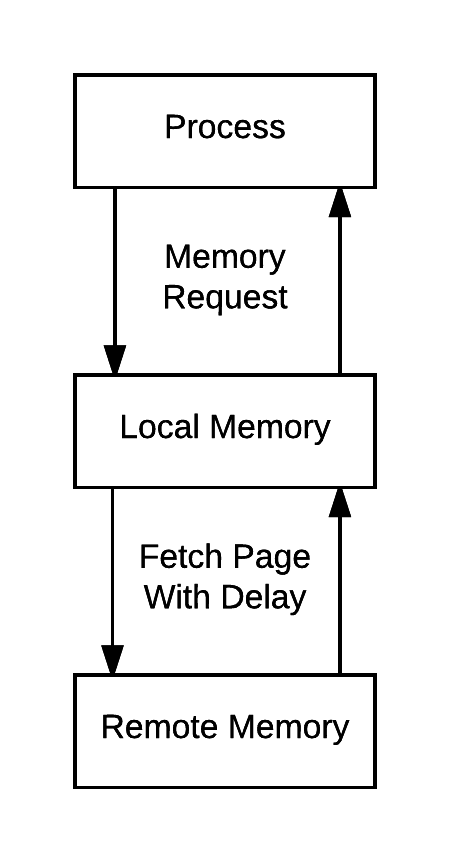 Process
Memory
Request
Local Memory
Fetch Page
With Delay
Remote Memory